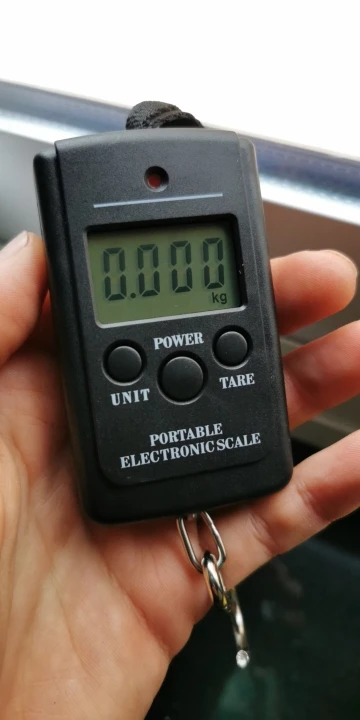 0.000
kg
POWER
UNIT TARE
PORTABLE
ELECTRONIC SCALE